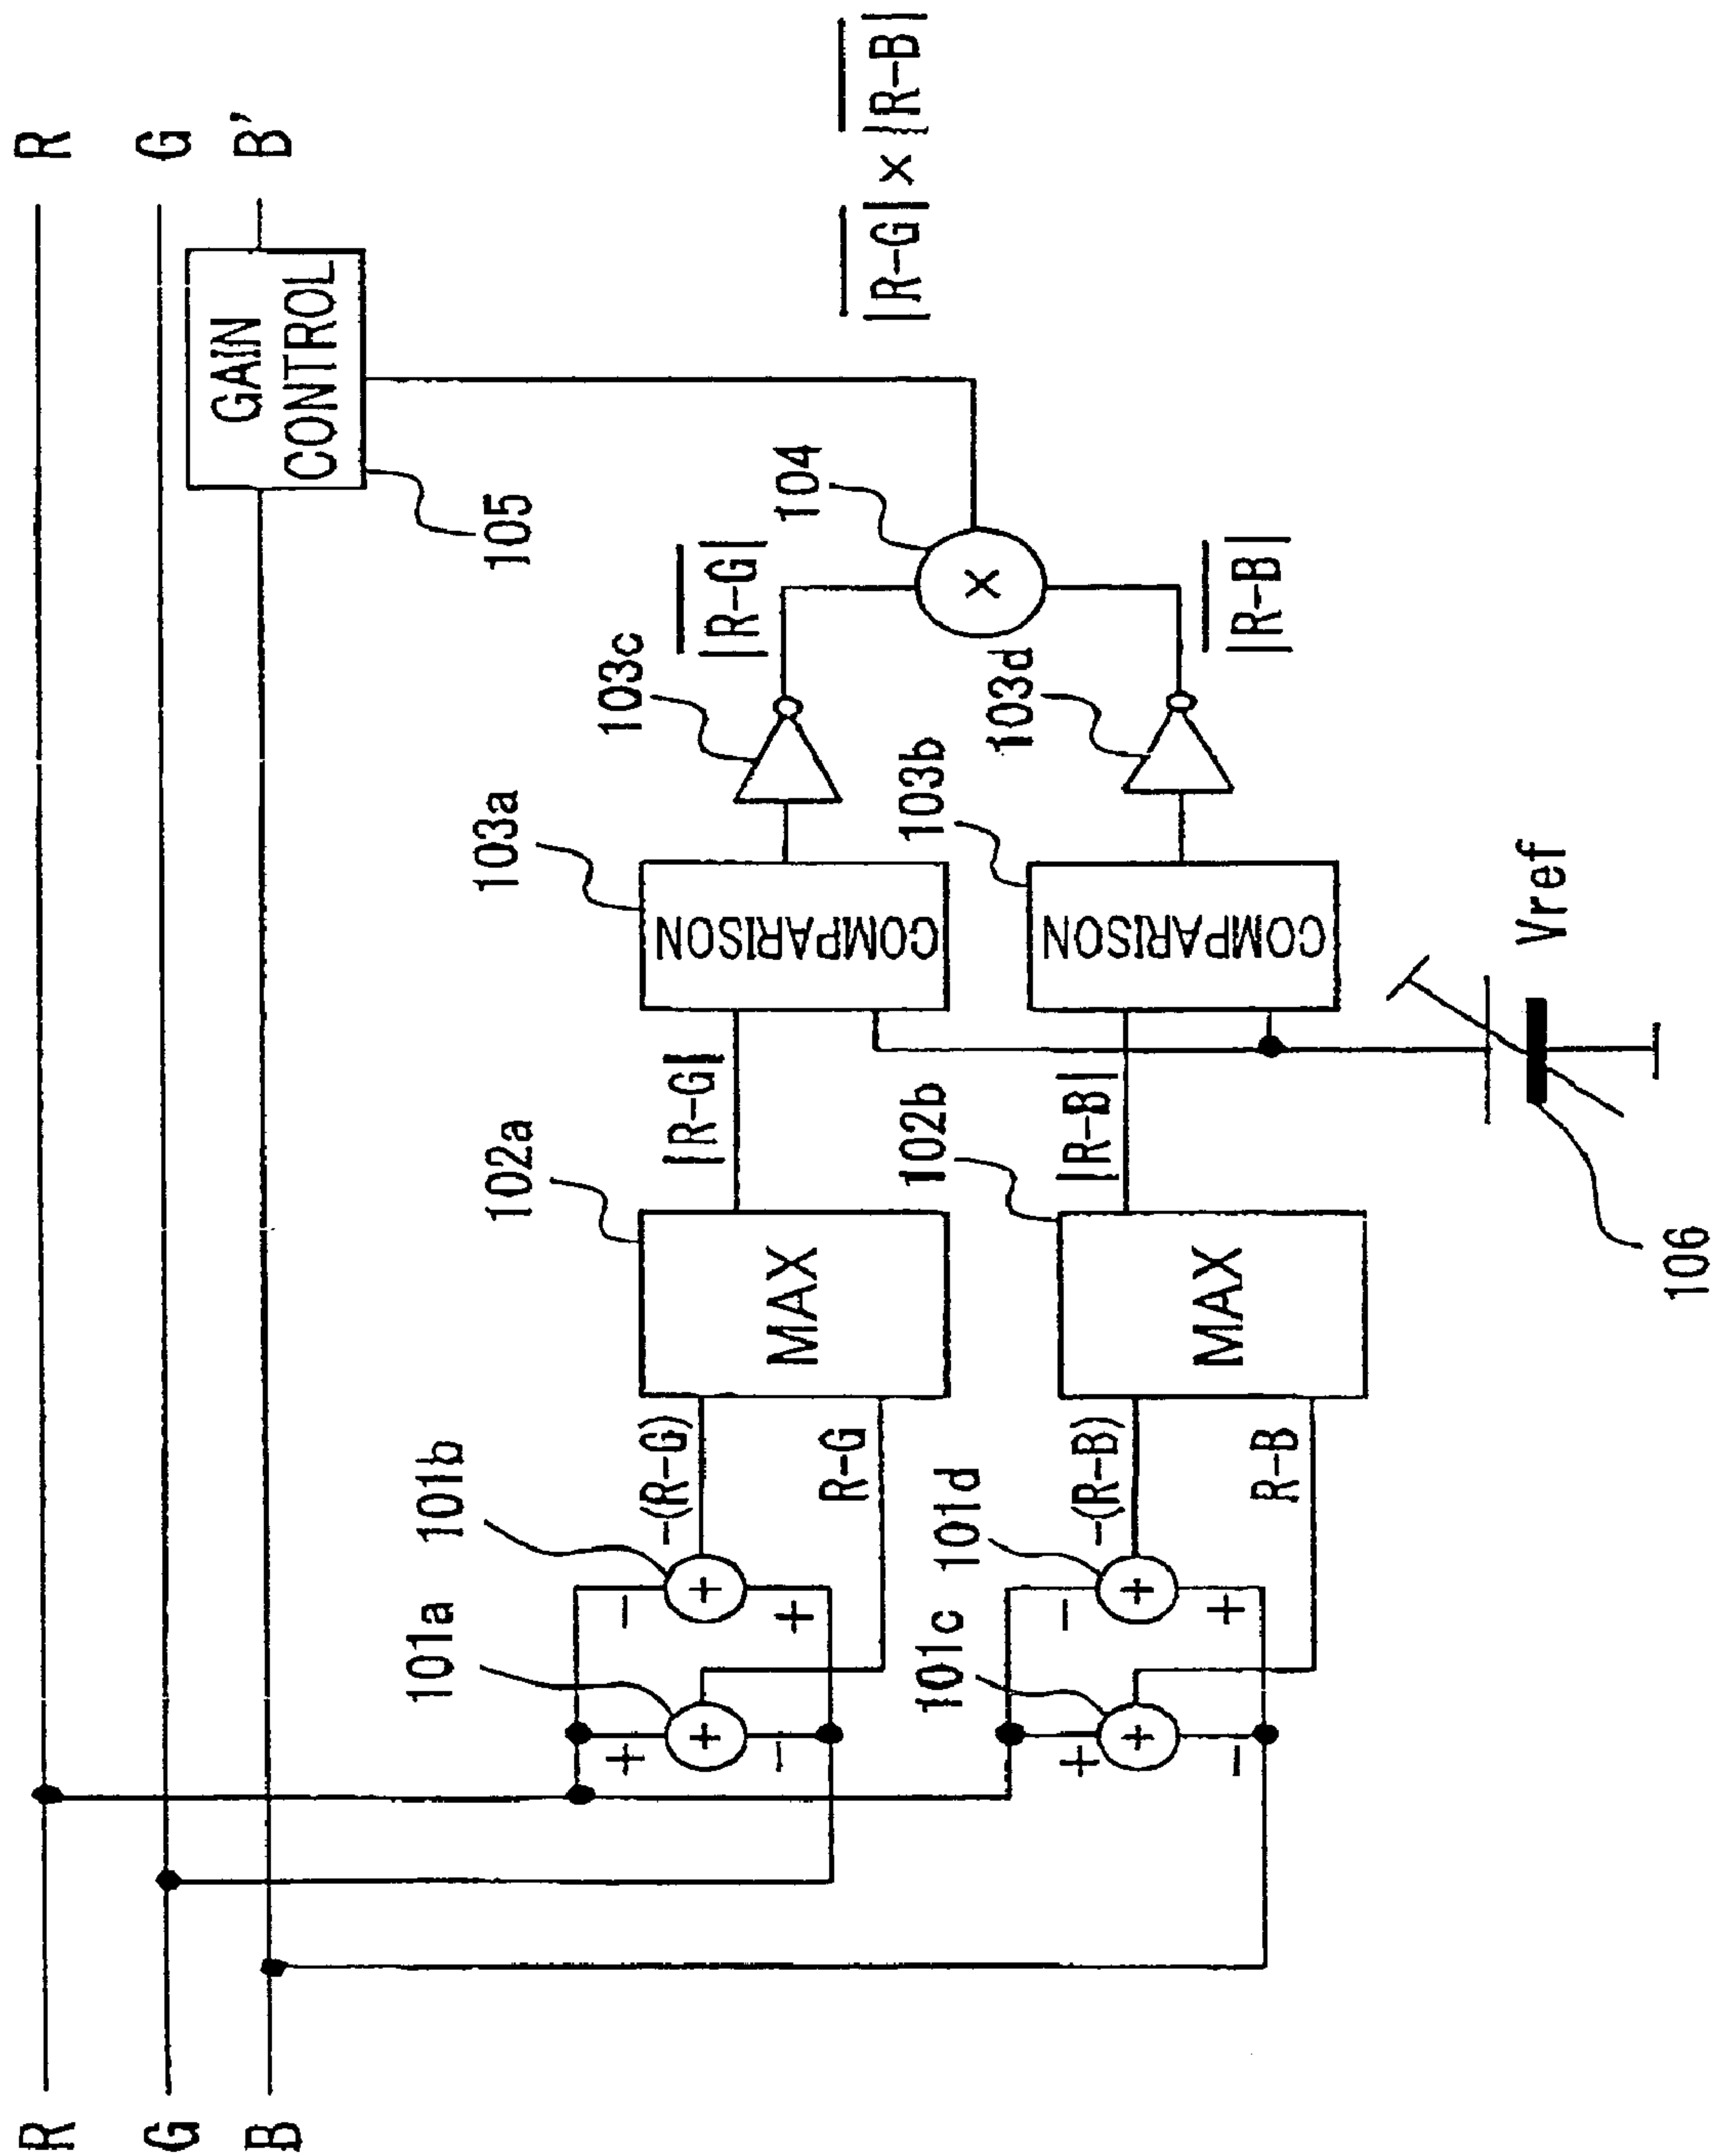 R
G
B
R
G
B'
GAIN
CONTROL
105
101a
101b
+
−
+
+
−
+
-(R-G)
R-G
102a
MAX
|R-G|
103a
COMPARISON
103c
|R-G|
104
×
|R-G|×|R-B|
101c
101d
+
−
+
+
−
+
-(R-B)
R-B
102b
MAX
|R-B|
103b
COMPARISON
103d
|R-B|
106
Vref